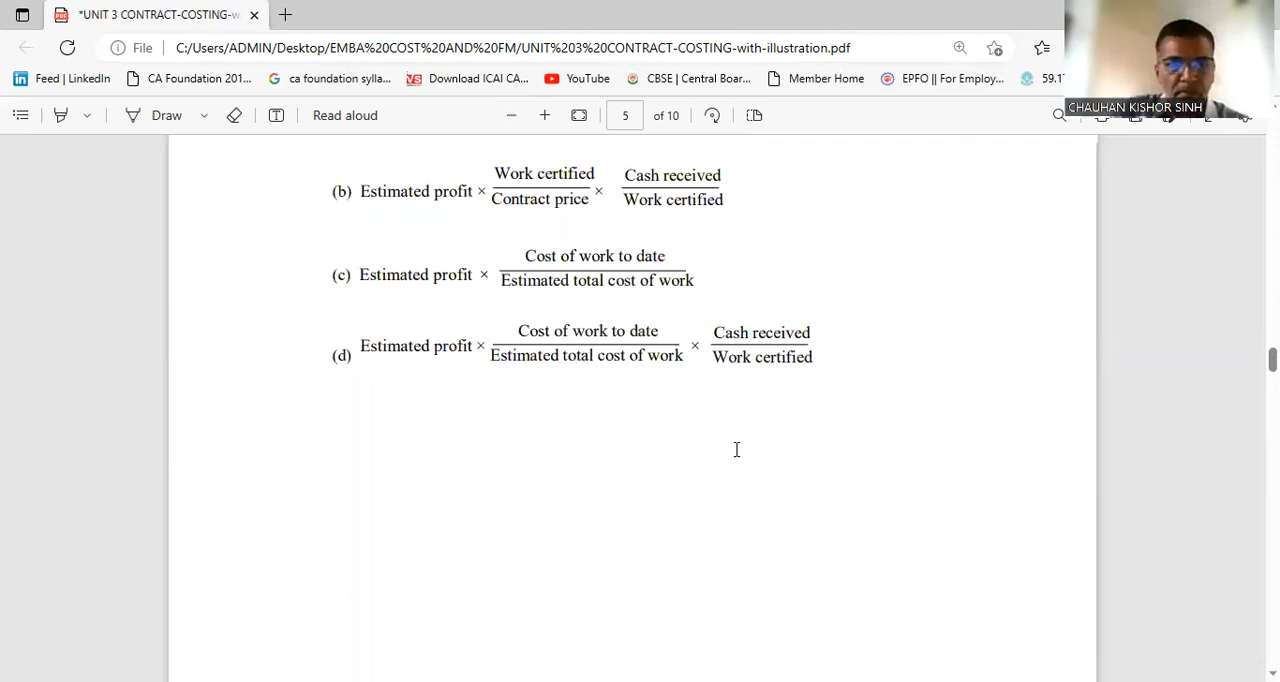 *UNIT 3 CONTRACT-COSTING-w
File C:/Users/ADMIN/Desktop/EMBA%20COST%20AND%20FM/UNIT%203%20CONTRACT-COSTING-with-illustration.pdf
Feed | LinkedIn CA Foundation 201... ca foundation sylla... Download ICAI CA... YouTube CBSE | Central Boar... Member Home EPFO || For Employ... 59.1
CHAUHAN KISHOR SINH
Draw Read aloud 5 of 10
(b) Estimated profit × Work certified / Contract price × Cash received / Work certified
(c) Estimated profit × Cost of work to date / Estimated total cost of work
(d) Estimated profit × Cost of work to date / Estimated total cost of work × Cash received / Work certified